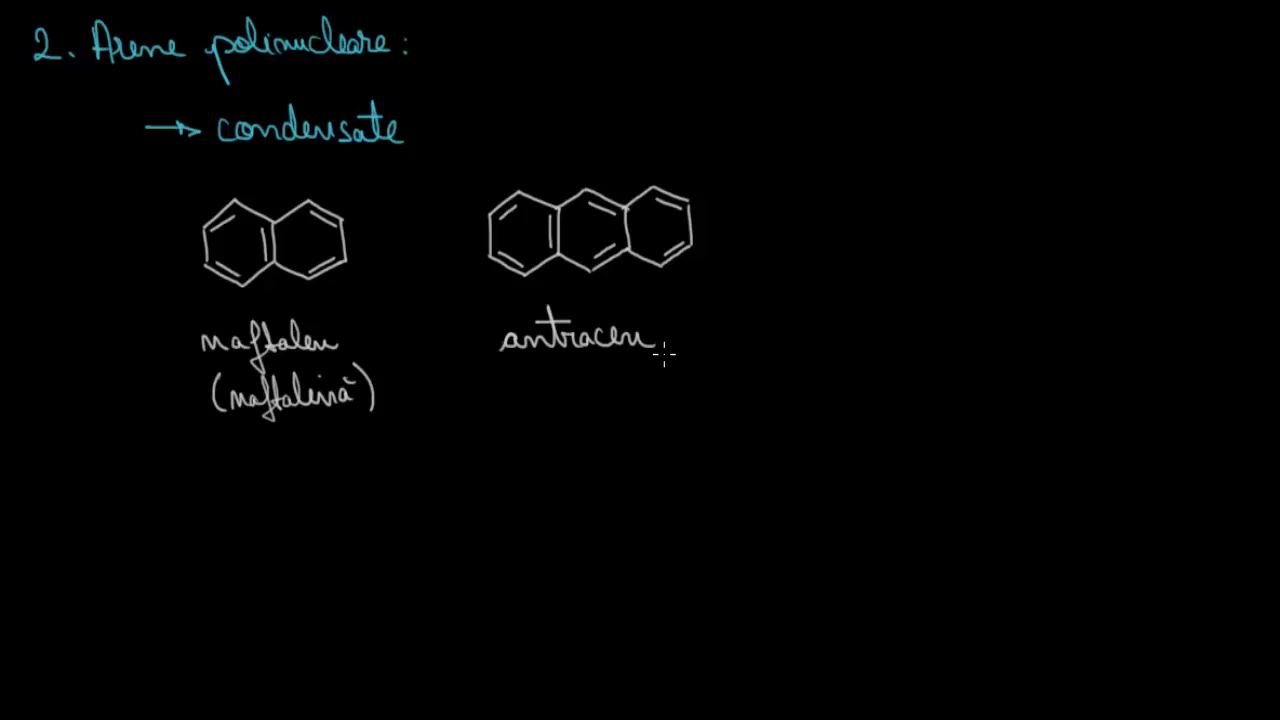 2. Arene polinucleare:
→ condensate
naftalen
(naftalină)
antracen